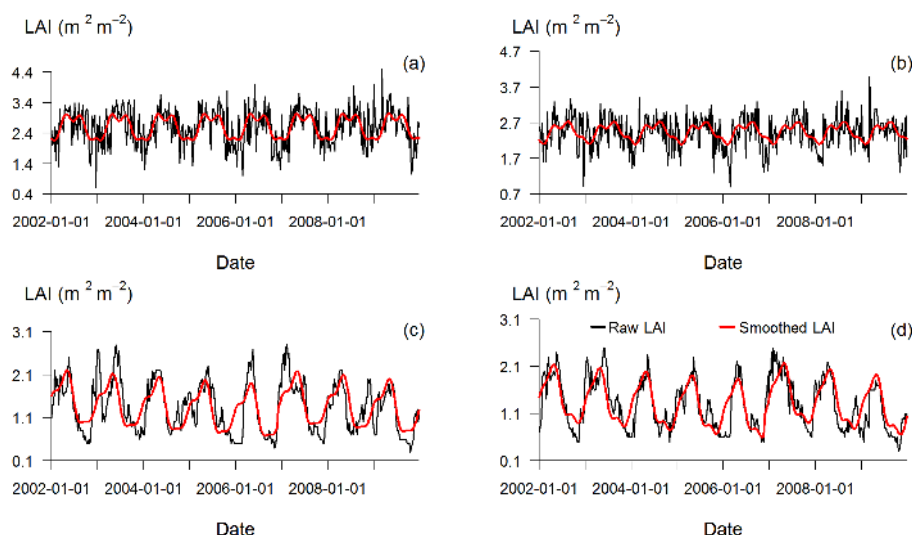 LAI (m 2 m−2)
(a)
4.4
3.4
2.4
1.4
0.4
2002-01-01 2004-01-01 2006-01-01 2008-01-01
Date
LAI (m 2 m−2)
(b)
4.7
3.7
2.7
1.7
0.7
2002-01-01 2004-01-01 2006-01-01 2008-01-01
Date
LAI (m 2 m−2)
(c)
3.1
2.1
1.1
0.1
2002-01-01 2004-01-01 2006-01-01 2008-01-01
Date
LAI (m 2 m−2)
Raw LAI Smoothed LAI (d)
3.1
2.1
1.1
0.1
2002-01-01 2004-01-01 2006-01-01 2008-01-01
Date